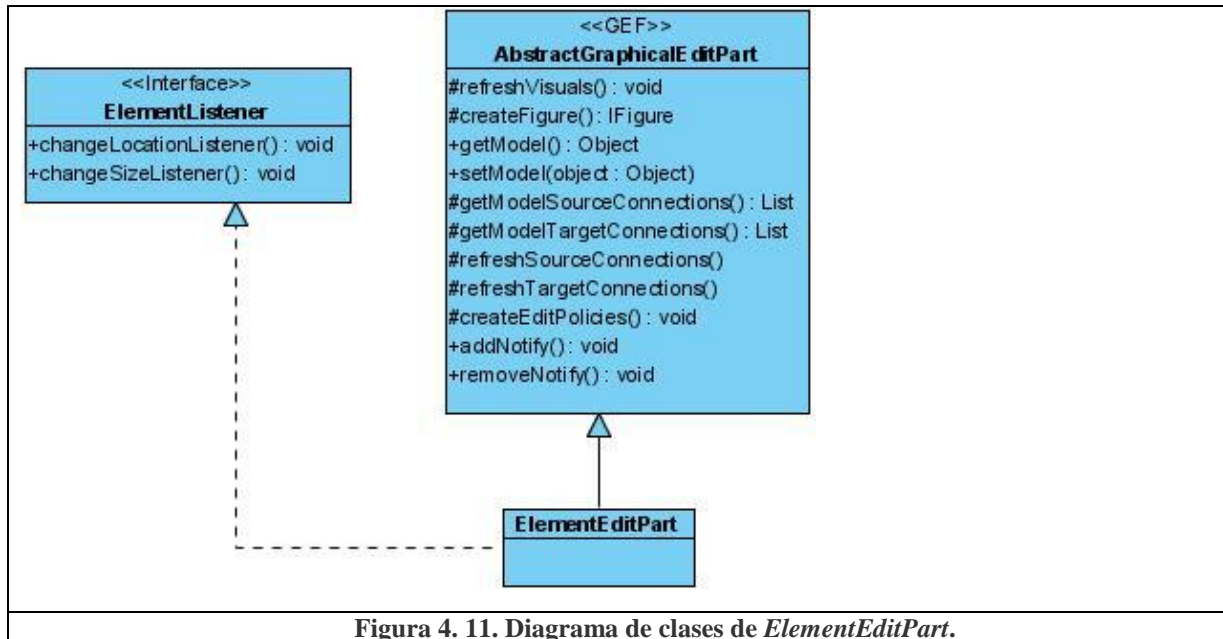 <<Interface>>
ElementListener
+changeLocationListener() : void
+changeSizeListener() : void
<<GEF>>
AbstractGraphicalEditPart
#refreshVisuals() : void
#createFigure() : IFigure
+getModel() : Object
+setModel(object : Object)
#getModelSourceConnections() : List
#getModelTargetConnections() : List
#refreshSourceConnections()
#refreshTargetConnections()
#createEditPolicies() : void
+addNotify() : void
+removeNotify() : void
ElementEditPart
Figura 4. 11. Diagrama de clases de ElementEditPart.